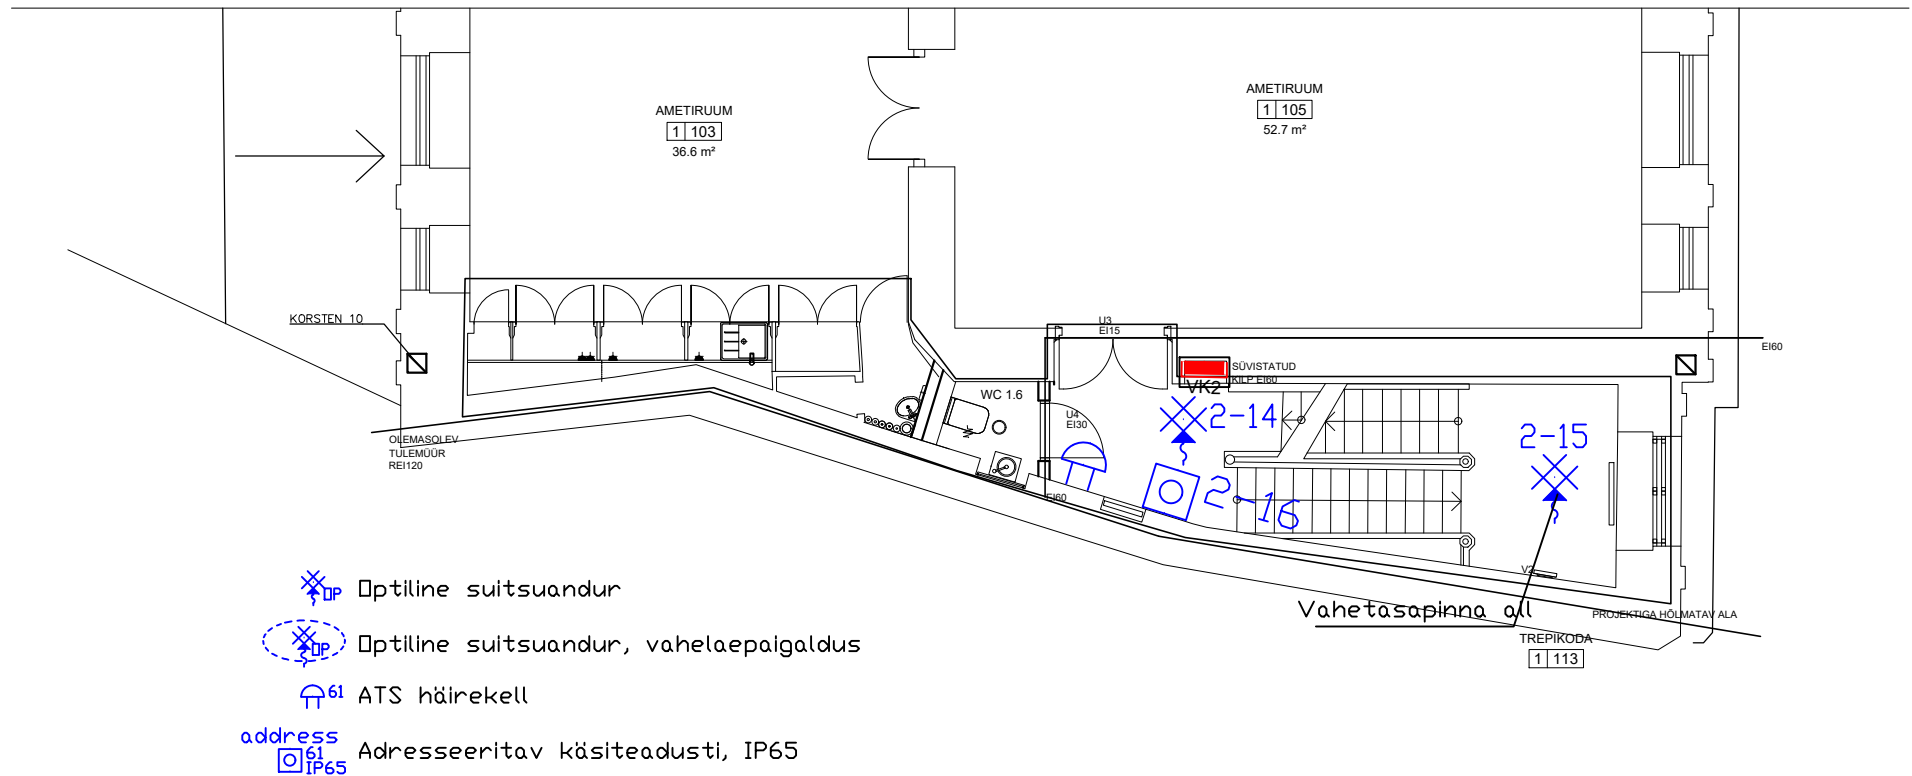 AMETIRUUM
1 103
36.6 m²
AMETIRUUM
1 105
52.7 m²
KORSTEN 10
U3
EI15
EI60
SÜVISTATUD
KILP EI60
VK2
WC 1.6
U4
EI30
2-14
2-15
OLEMASOLEV
TULEMÜÜR
REI120
EI60
2-16
V2
Vahetasapinna all
PROJEKTIGA HÕLMATAV ALA
TREPIKODA
1 113
OP Optiline suitsuandur
OP Optiline suitsuandur, vahelaepaigaldus
61 ATS häirekell
address
61
IP65
Adresseeritav käsiteadusti, IP65